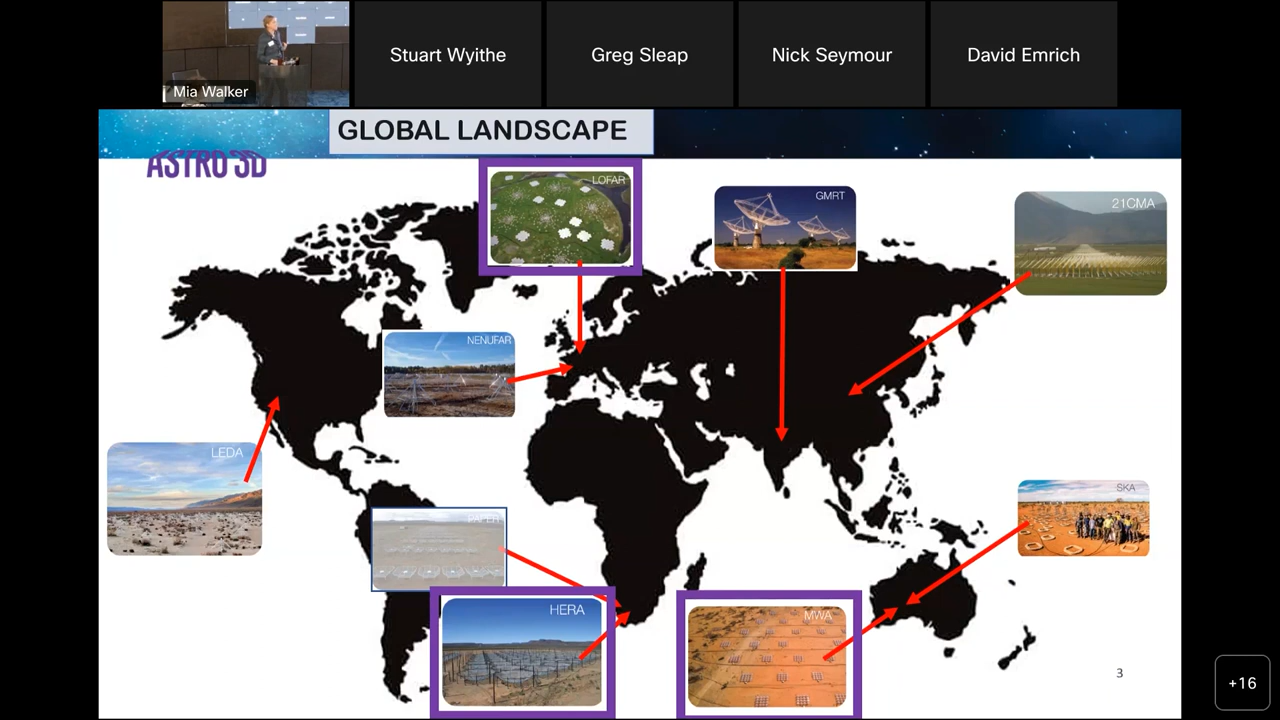 Mia Walker
Stuart Wyithe
Greg Sleap
Nick Seymour
David Emrich
GLOBAL LANDSCAPE
ASTRO 3D
LOFAR
GMRT
21CMA
NENUFAR
LEDA
SKA
PAPER
HERA
MWA
3
+16